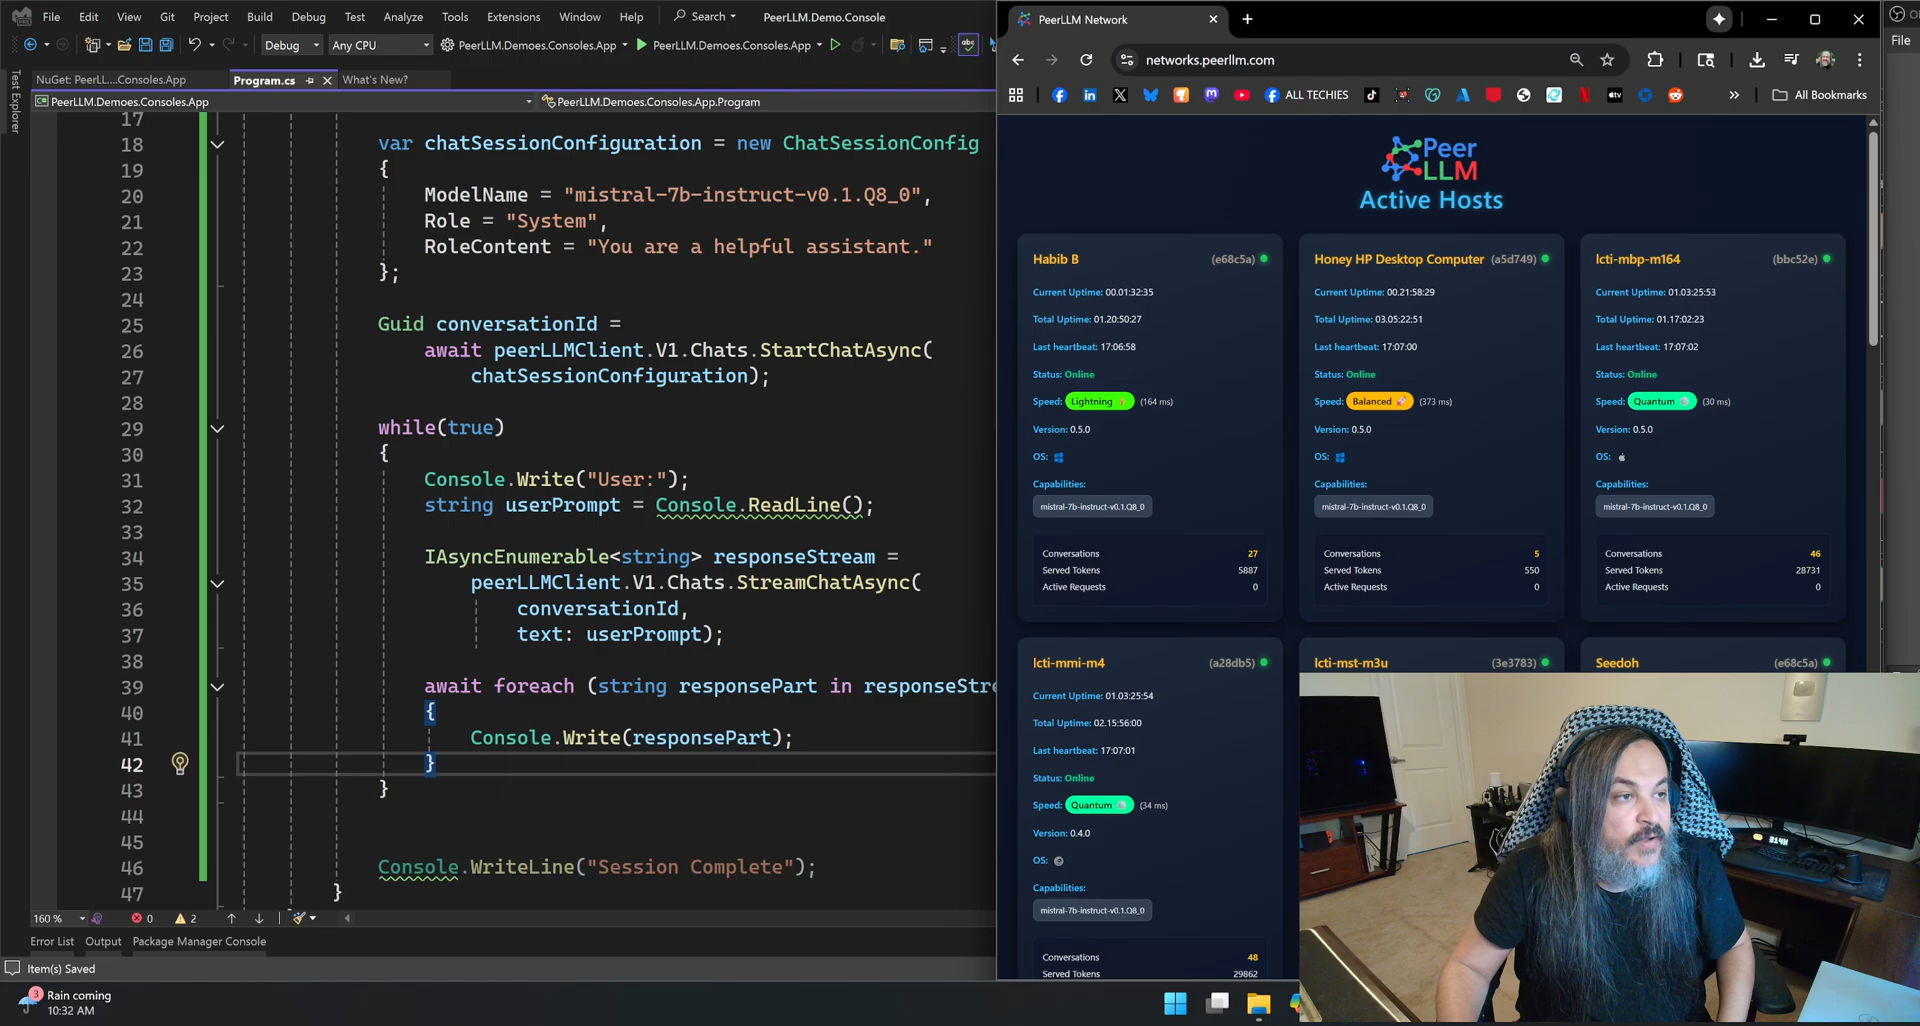 File Edit View Git Project Build Debug Test Analyze Tools Extensions Window Help Search PeerLLM.Demo.Console
Debug Any CPU PeerLLM.Demoes.Consoles.App PeerLLM.Demoes.Consoles.App
Test Explorer
NuGet: PeerLL....Consoles.App Program.cs What's New?
PeerLLM.Demoes.Consoles.App PeerLLM.Demoes.Consoles.App.Program
17
18 var chatSessionConfiguration = new ChatSessionConfig
19 {
20 ModelName = "mistral-7b-instruct-v0.1.Q8_0",
21 Role = "System",
22 RoleContent = "You are a helpful assistant."
23 };
24
25 Guid conversationId =
26 await peerLLMClient.V1.Chats.StartChatAsync(
27 chatSessionConfiguration);
28
29 while(true)
30 {
31 Console.Write("User:");
32 string userPrompt = Console.ReadLine();
33
34 IAsyncEnumerable<string> responseStream =
35 peerLLMClient.V1.Chats.StreamChatAsync(
36 conversationId,
37 text: userPrompt);
38
39 await foreach (string responsePart in responseStre
40 {
41 Console.Write(responsePart);
42 }
43 }
44
45
46 Console.WriteLine("Session Complete");
47 }
160 % 0 2
Error List Output Package Manager Console
Item(s) Saved
3 Rain coming
10:32 AM
PeerLLM Network
networks.peerllm.com
ALL TECHIES All Bookmarks
File
Peer
LLM
Active Hosts
Habib B (e68c5a)
Current Uptime: 00.01:32:35
Total Uptime: 01.20:50:27
Last heartbeat: 17:06:58
Status: Online
Speed: Lightning (164 ms)
Version: 0.5.0
OS:
Capabilities:
mistral-7b-instruct-v0.1.Q8_0
Conversations 27
Served Tokens 5887
Active Requests 0
Honey HP Desktop Computer (a5d749)
Current Uptime: 00.21:58:29
Total Uptime: 03.05:22:51
Last heartbeat: 17:07:00
Status: Online
Speed: Balanced (373 ms)
Version: 0.5.0
OS:
Capabilities:
mistral-7b-instruct-v0.1.Q8_0
Conversations 5
Served Tokens 550
Active Requests 0
lcti-mbp-m164 (bbc52e)
Current Uptime: 01.03:25:53
Total Uptime: 01.17:02:23
Last heartbeat: 17:07:02
Status: Online
Speed: Quantum (30 ms)
Version: 0.5.0
OS:
Capabilities:
mistral-7b-instruct-v0.1.Q8_0
Conversations 46
Served Tokens 28731
Active Requests 0
lcti-mmi-m4 (a28db5)
Current Uptime: 01.03:25:54
Total Uptime: 02.15:56:00
Last heartbeat: 17:07:01
Status: Online
Speed: Quantum (34 ms)
Version: 0.4.0
OS:
Capabilities:
mistral-7b-instruct-v0.1.Q8_0
Conversations 48
Served Tokens 29862
lcti-mst-m3u (3e3783)
Seedoh (e68c5a)